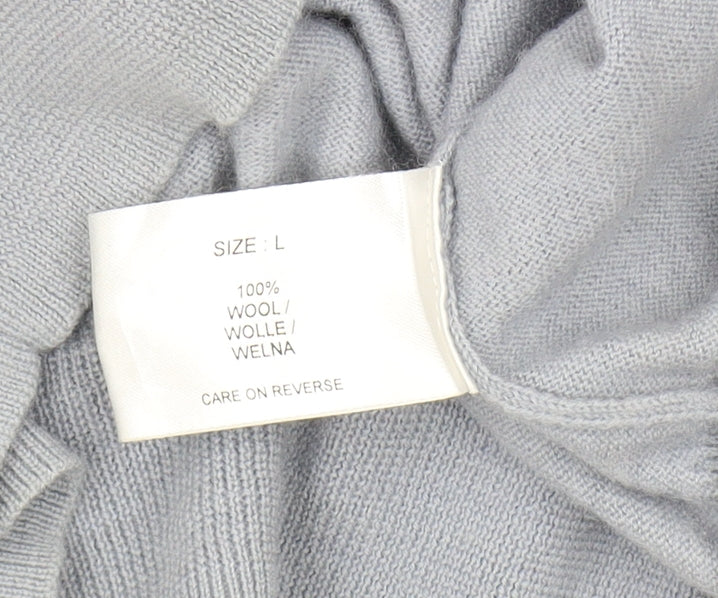 SIZE : L
100%
WOOL /
WOLLE /
WELNA
CARE ON REVERSE